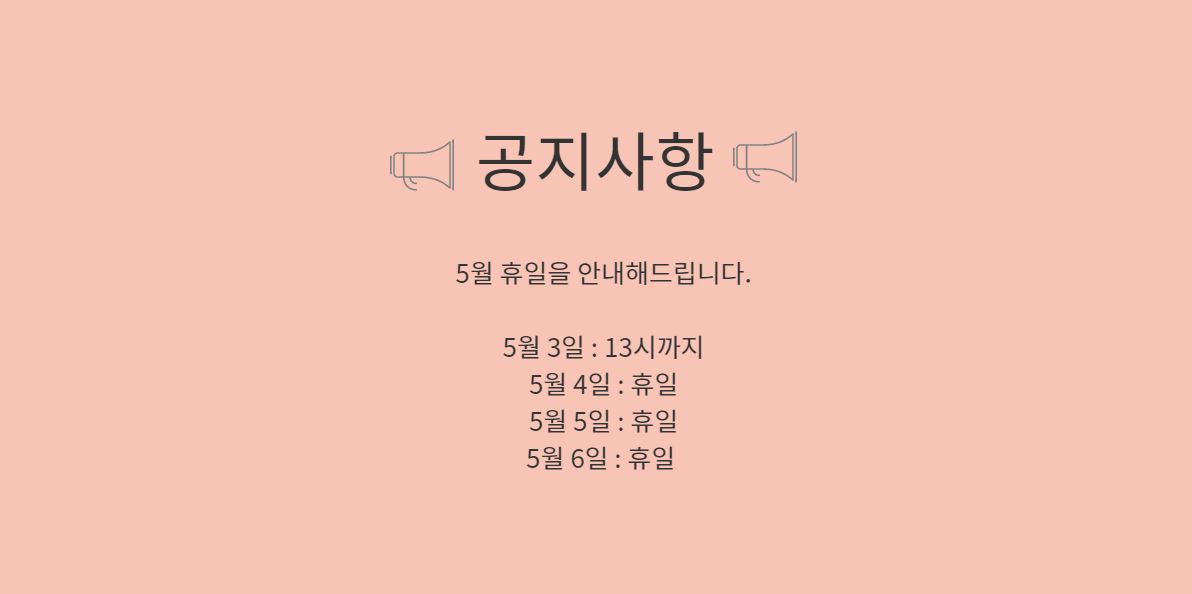 공지사항
5월 휴일을 안내해드립니다.
5월 3일 : 13시까지
5월 4일 : 휴일
5월 5일 : 휴일
5월 6일 : 휴일